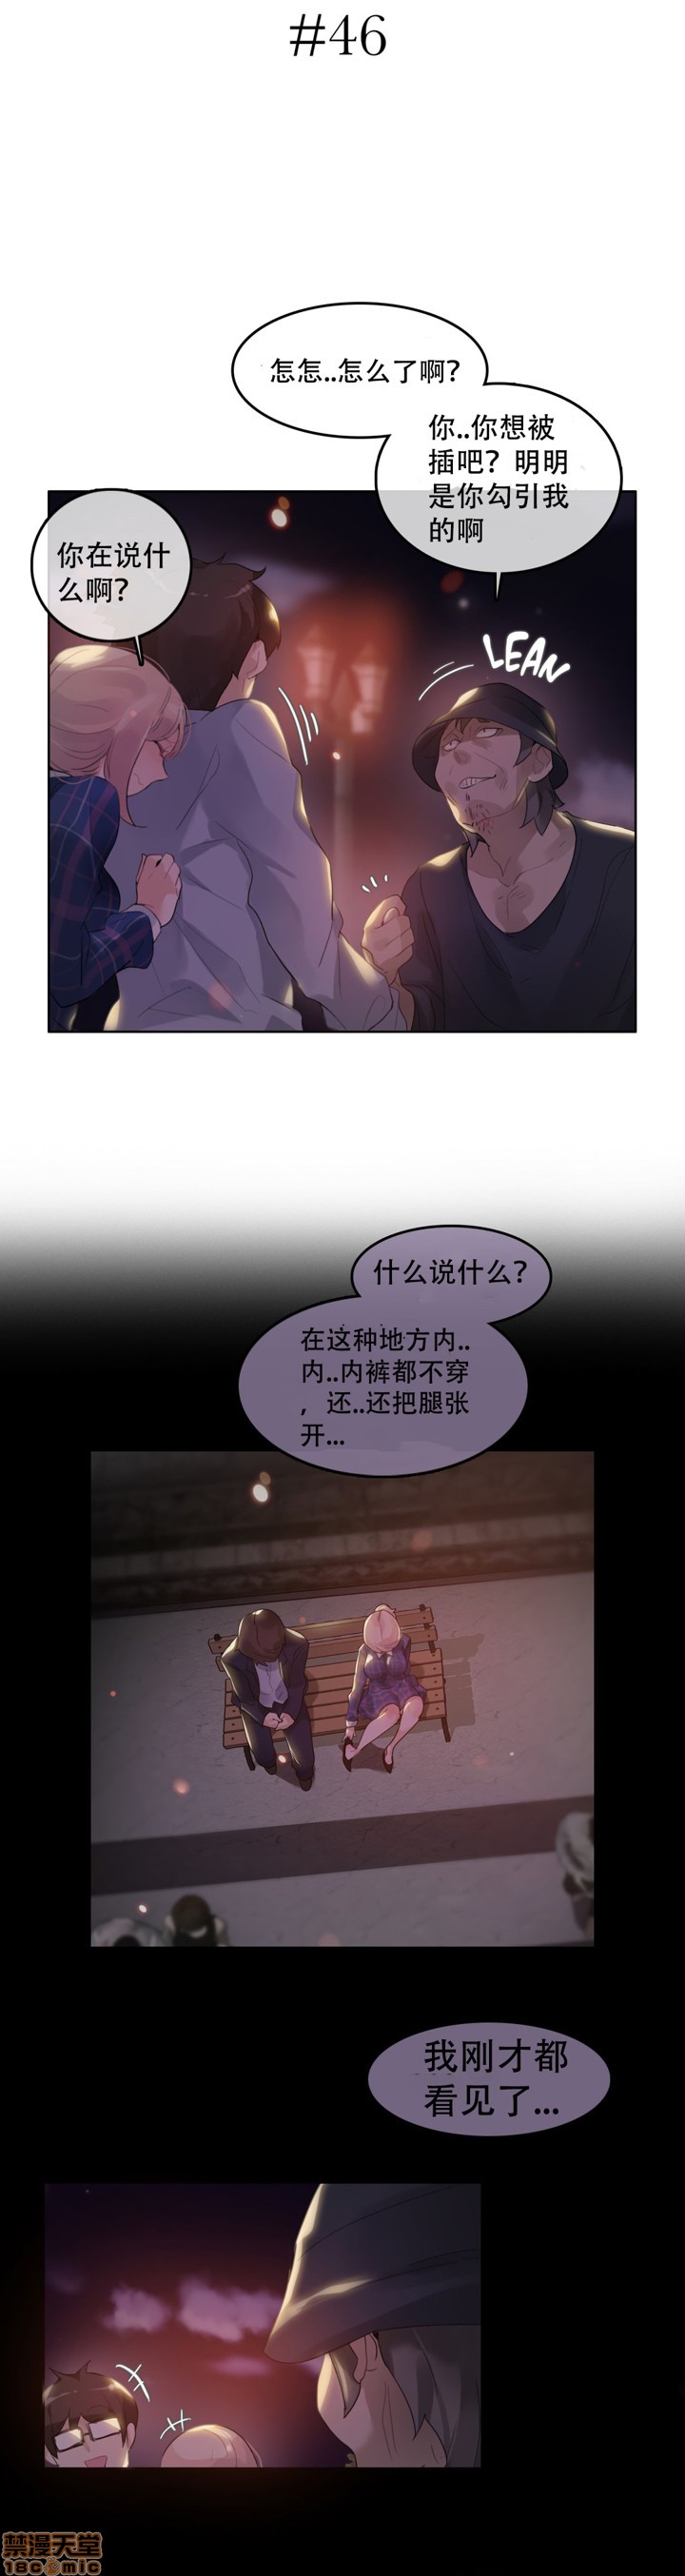 #46
怎怎..怎么了啊?
你..你想被
插吧? 明明
是你勾引我
的啊
你在说什
么啊?
LEAN
什么说什么?
在这种地方内..
内..内裤都不穿
, 还..还把腿张
开...
我刚才都
看见了...
禁漫天堂
18comic